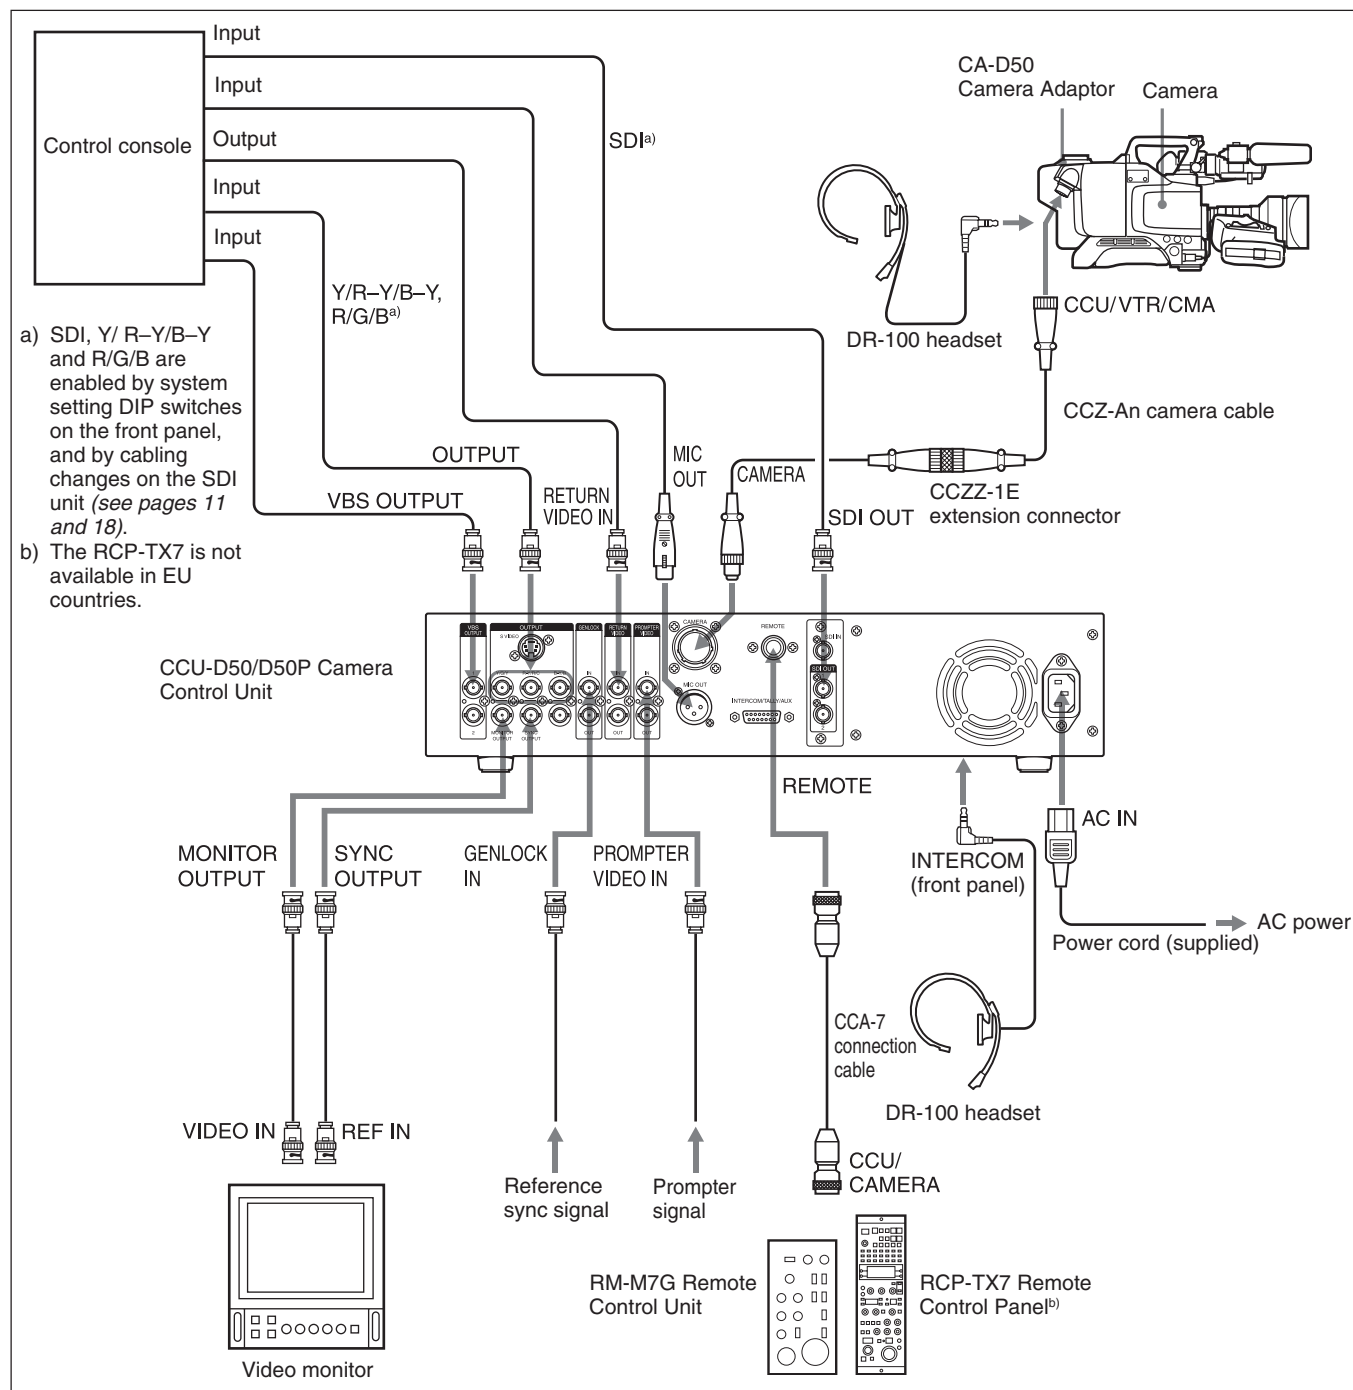 Input
Input
Output
Input
Input
Control console
SDIa)
Y/R–Y/B–Y,
R/G/Ba)
a) SDI, Y/ R–Y/B–Y
and R/G/B are
enabled by system
setting DIP switches
on the front panel,
and by cabling
changes on the SDI
unit (see pages 11
and 18).
b) The RCP-TX7 is not
available in EU
countries.
CA-D50
Camera Adaptor
Camera
DR-100 headset
CCU/VTR/CMA
CCZ-An camera cable
CCZZ-1E
extension connector
VBS OUTPUT
OUTPUT
RETURN
VIDEO IN
MIC
OUT
CAMERA
SDI OUT
CCU-D50/D50P Camera
Control Unit
VBS
OUTPUT
OUTPUT
S VIDEO
GENLOCK
RETURN
VIDEO
PROMPTER
VIDEO
CAMERA
REMOTE
SDI IN
SDI OUT
IN
IN
MIC OUT
INTERCOM/TALLY/AUX
2
MONITOR
OUTPUT
SYNC
OUTPUT
OUT
OUT
OUT
2
MONITOR
OUTPUT
SYNC
OUTPUT
GENLOCK
IN
PROMPTER
VIDEO IN
REMOTE
INTERCOM
(front panel)
AC IN
AC power
Power cord (supplied)
CCA-7
connection
cable
DR-100 headset
VIDEO IN
REF IN
Reference
sync signal
Prompter
signal
CCU/
CAMERA
RM-M7G Remote
Control Unit
RCP-TX7 Remote
Control Panelb)
Video monitor